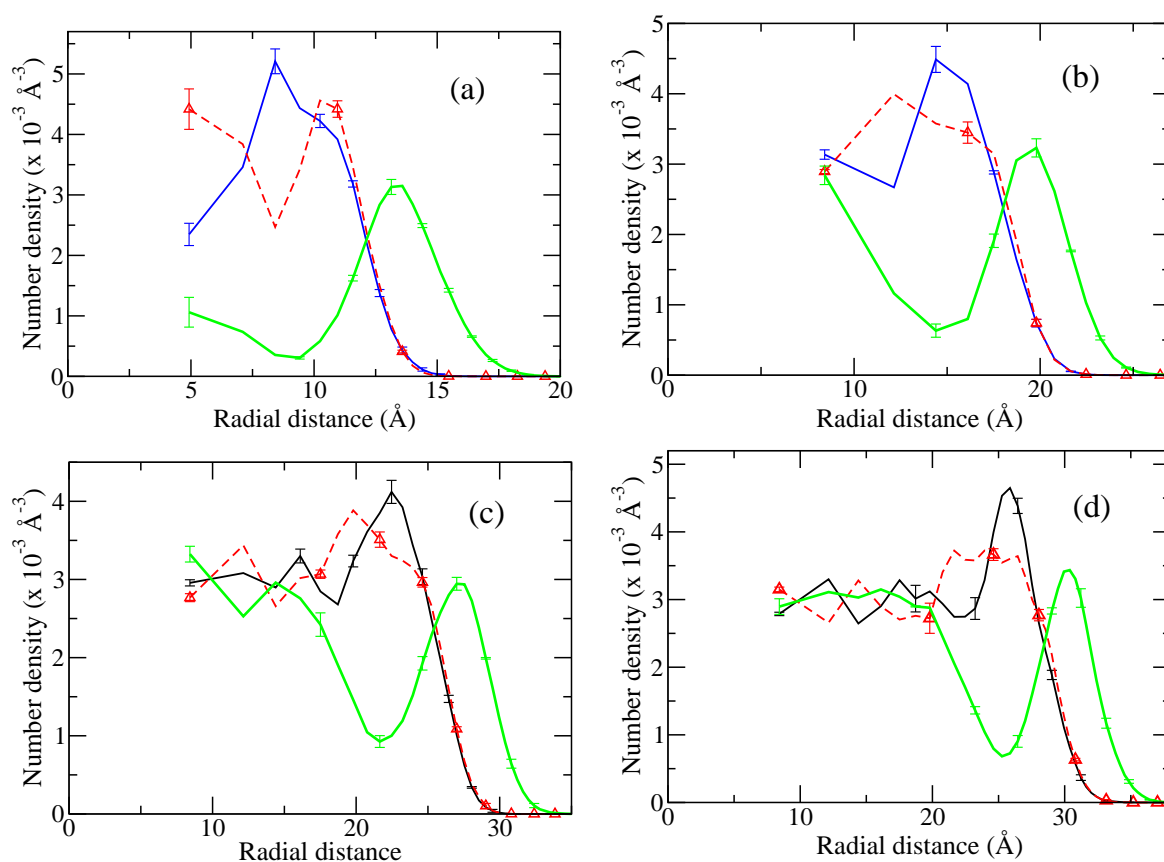 5
4
3
2
1
0
Number density (x 10⁻³ Å⁻³)
(a)
0 5 10 15 20
Radial distance (Å)
5
4
3
2
1
0
Number density (x 10⁻³ Å⁻³)
(b)
0 10 20
Radial distance (Å)
4
3
2
1
0
Number density (x 10⁻³ Å⁻³)
(c)
0 10 20 30
Radial distance
5
4
3
2
1
0
Number density (x 10⁻³ Å⁻³)
(d)
0 10 20 30
Radial distance (Å)